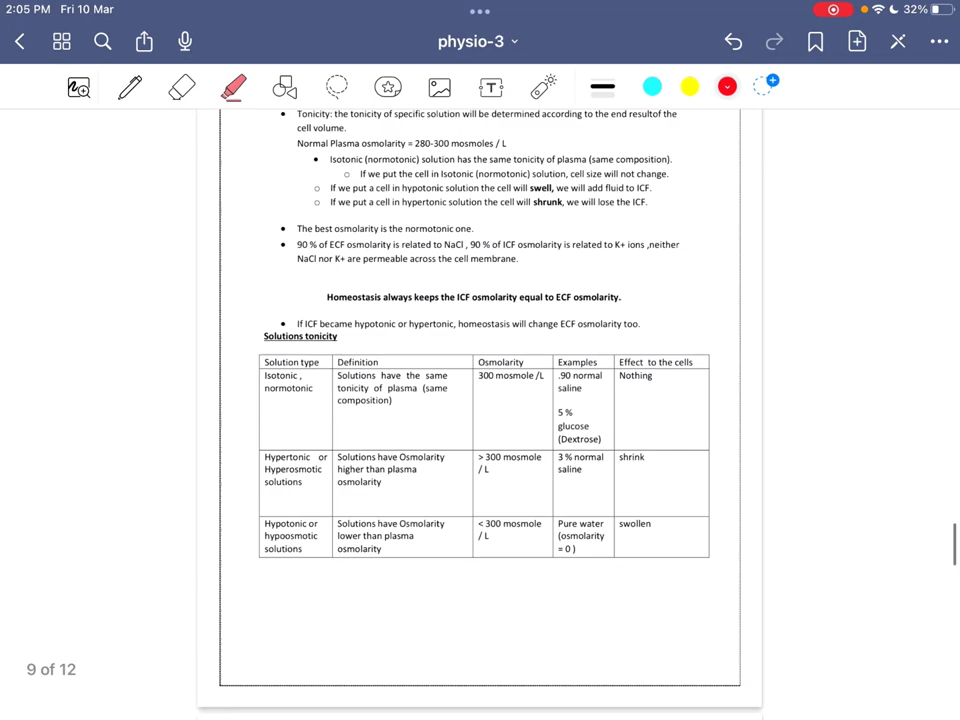 2:05 PM Fri 10 Mar
32%
physio-3
T
Tonicity: the tonicity of specific solution will be determined according to the end resultof the
cell volume.
Normal Plasma osmolarity = 280-300 mosmoles / L
Isotonic (normotonic) solution has the same tonicity of plasma (same composition).
If we put the cell in Isotonic (normotonic) solution, cell size will not change.
If we put a cell in hypotonic solution the cell will swell, we will add fluid to ICF.
If we put a cell in hypertonic solution the cell will shrunk, we will lose the ICF.
The best osmolarity is the normotonic one.
90 % of ECF osmolarity is related to NaCl , 90 % of ICF osmolarity is related to K+ ions ,neither
NaCl nor K+ are permeable across the cell membrane.
Homeostasis always keeps the ICF osmolarity equal to ECF osmolarity.
If ICF became hypotonic or hypertonic, homeostasis will change ECF osmolarity too.
Solutions tonicity
Solution type Definition Osmolarity Examples Effect to the cells
Isotonic , Solutions have the same 300 mosmole /L .90 normal Nothing
normotonic tonicity of plasma (same saline
composition)
5 %
glucose
(Dextrose)
Hypertonic or Solutions have Osmolarity > 300 mosmole 3 % normal shrink
Hyperosmotic higher than plasma / L saline
solutions osmolarity
Hypotonic or Solutions have Osmolarity < 300 mosmole Pure water swollen
hypoosmotic lower than plasma / L (osmolarity
solutions osmolarity = 0 )
9 of 12